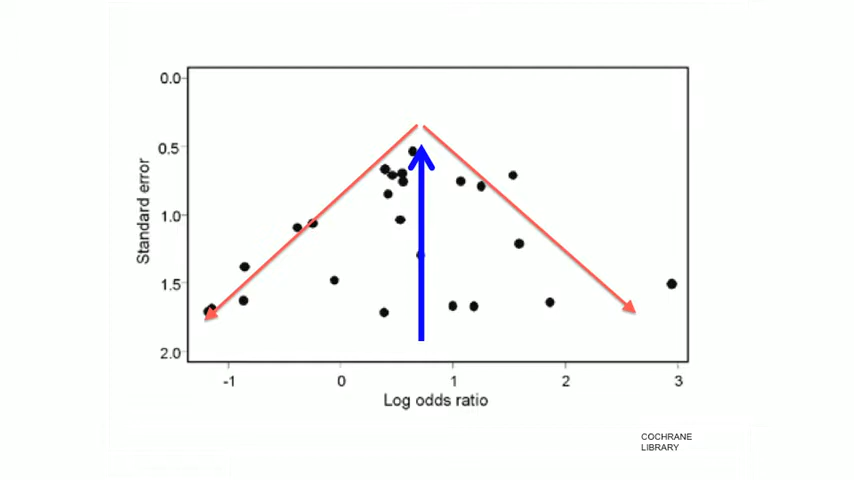 0.0
0.5
1.0
1.5
2.0
Standard error
-1 0 1 2 3
Log odds ratio
COCHRANE
LIBRARY